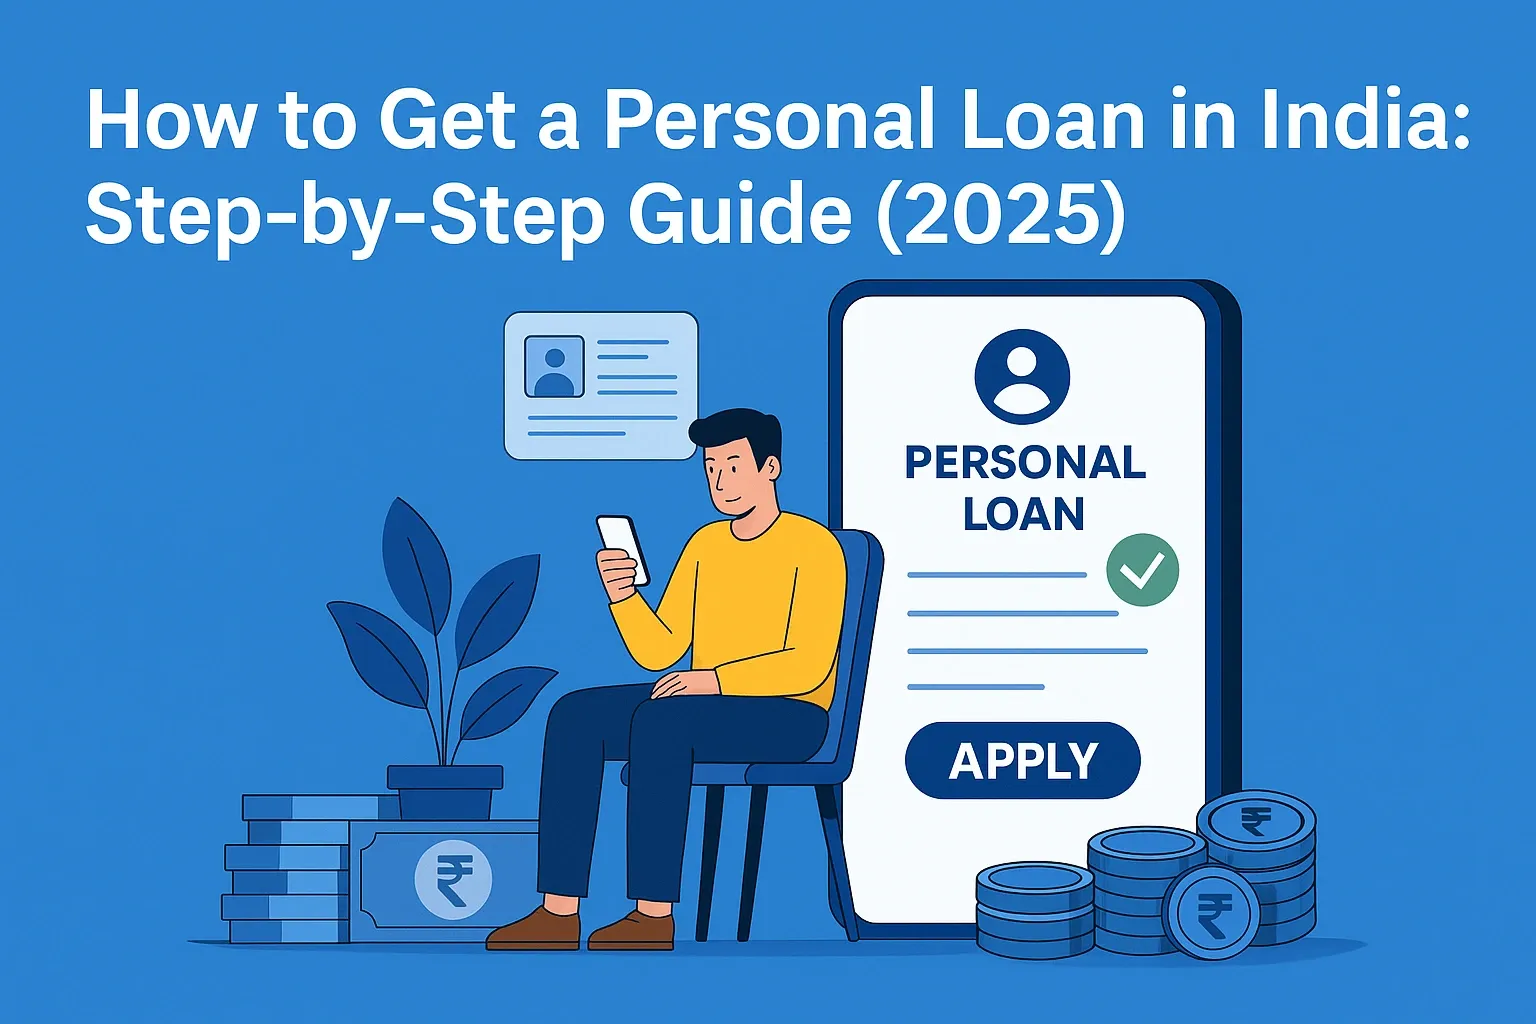 How to Get a Personal Loan in India:
Step-by-Step Guide (2025)
PERSONAL
LOAN
APPLY
₹
₹
₹